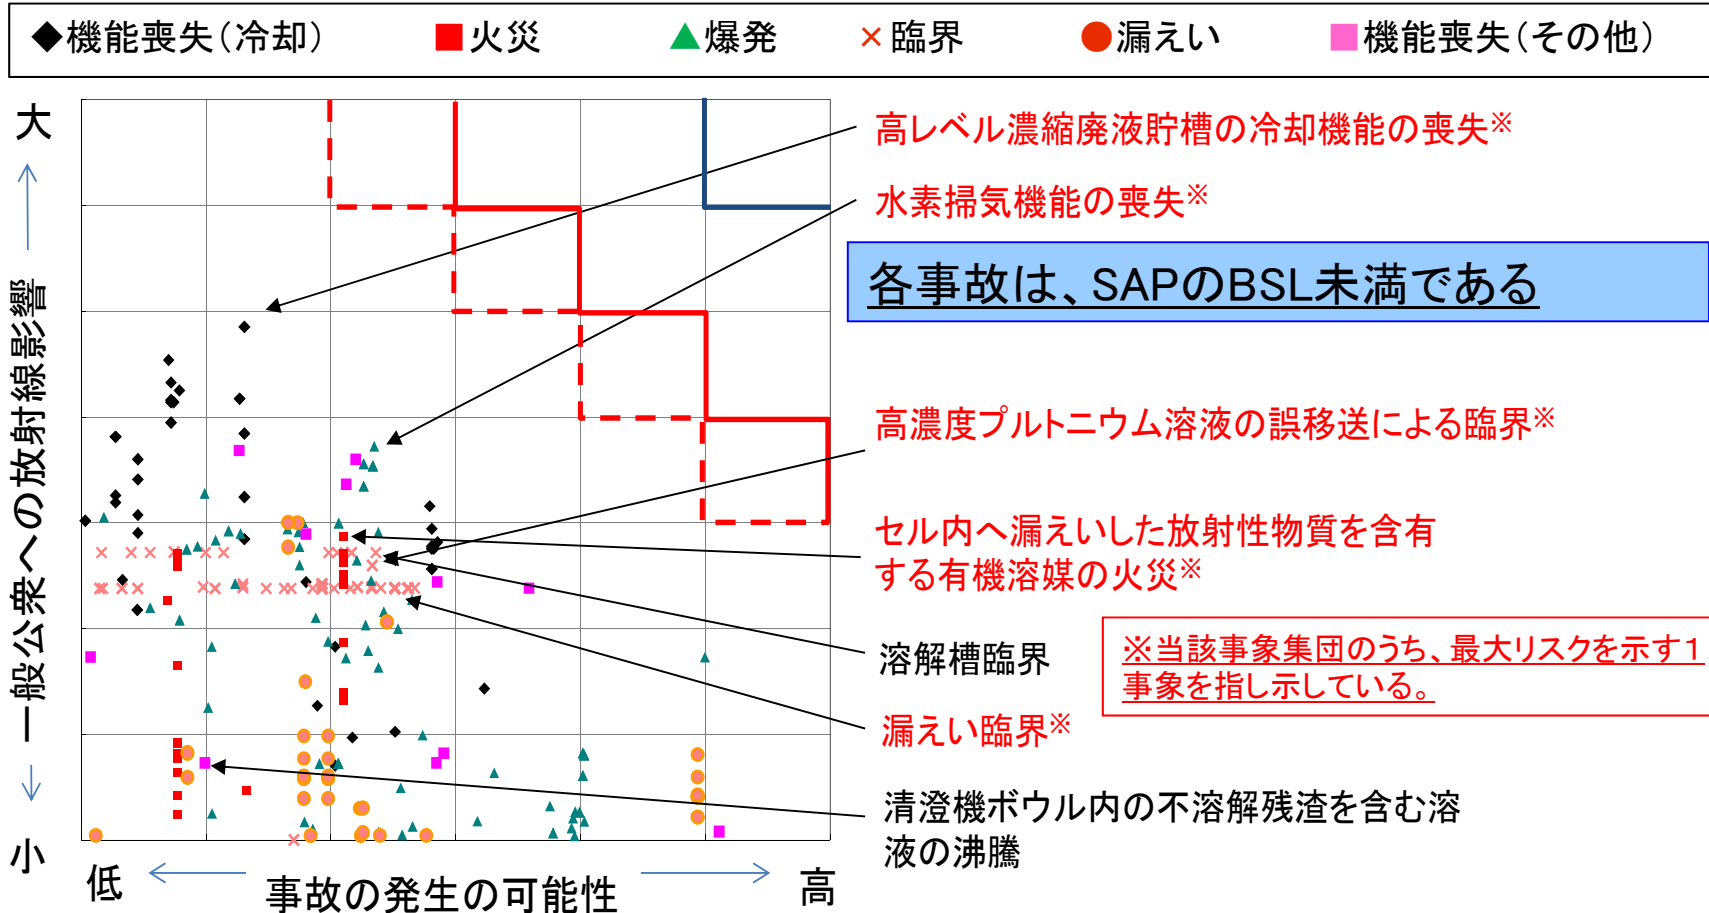 ◆機能喪失（冷却） ■火災 ▲爆発 ×臨界 ●漏えい ■機能喪失（その他）
大
一般公衆への放射線影響
小
低
事故の発生の可能性
高
高レベル濃縮廃液貯槽の冷却機能の喪失※
水素掃気機能の喪失※
各事故は、SAPのBSL未満である
高濃度プルトニウム溶液の誤移送による臨界※
セル内へ漏えいした放射性物質を含有
する有機溶媒の火災※
溶解槽臨界
※当該事象集団のうち、最大リスクを示す１
事象を指し示している。
漏えい臨界※
清澄機ボウル内の不溶解残渣を含む溶
液の沸騰